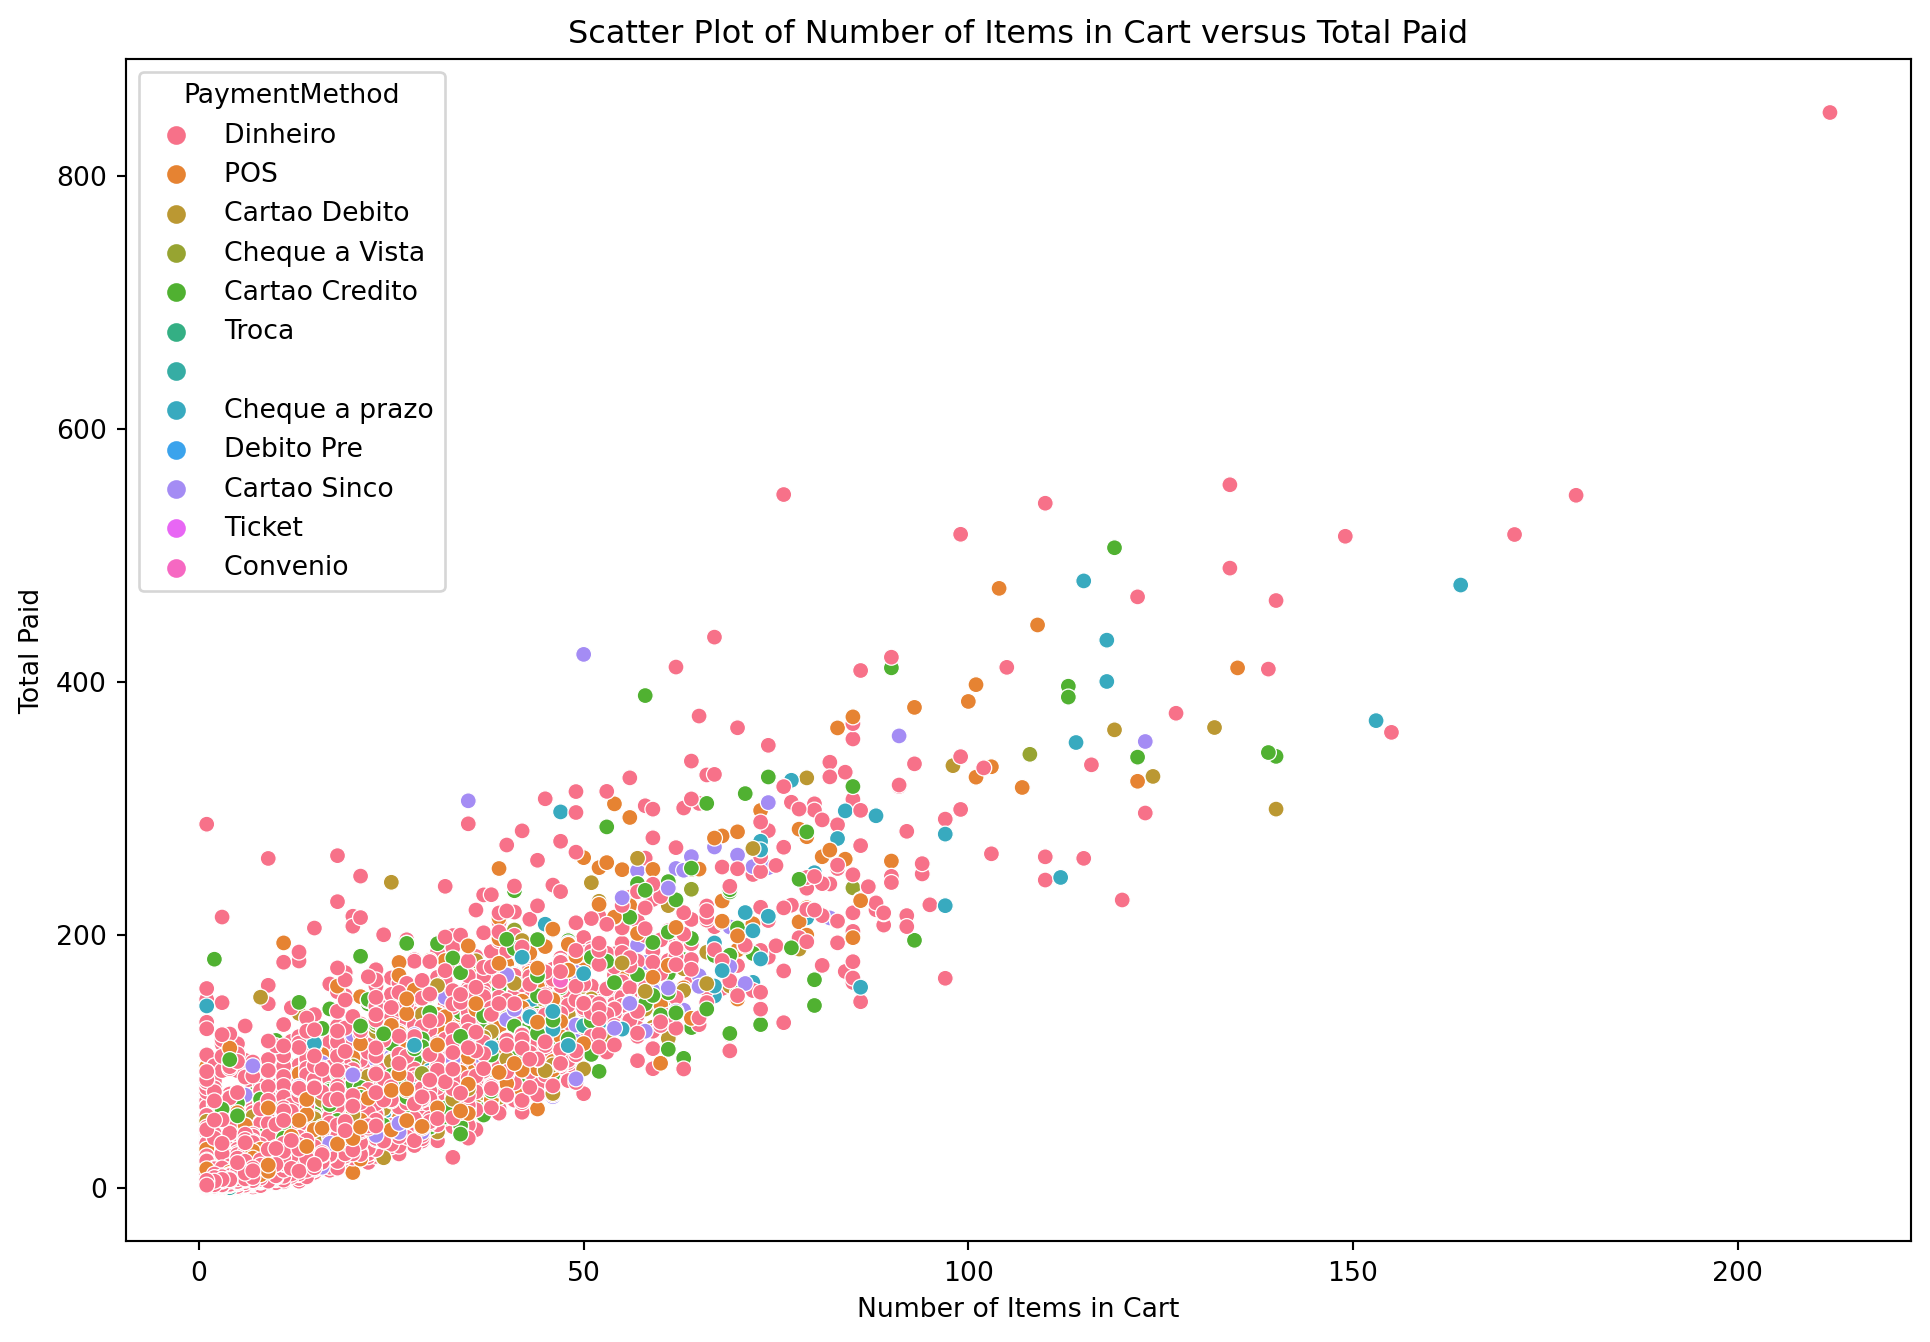 Scatter Plot of Number of Items in Cart versus Total Paid
PaymentMethod
Dinheiro
POS
Cartao Debito
Cheque a Vista
Cartao Credito
Troca
Cheque a prazo
Debito Pre
Cartao Sinco
Ticket
Convenio
Total Paid
800
600
400
200
0
0 50 100 150 200
Number of Items in Cart